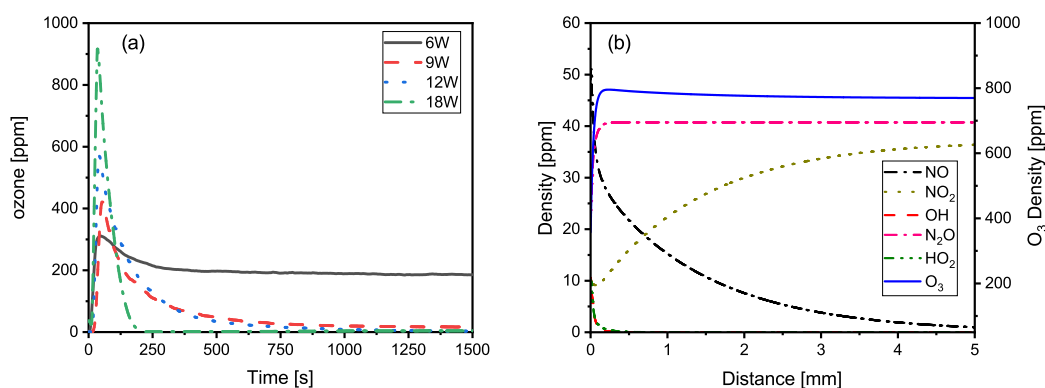 (a)
6W
9W
12W
18W
1000
800
600
400
200
0
ozone [ppm]
0
250
500
750
1000
1250
1500
Time [s]
(b)
60
50
40
30
20
10
0
Density [ppm]
1000
800
600
400
200
O₃ Density [ppm]
NO
NO₂
OH
N₂O
HO₂
O₃
0
1
2
3
4
5
Distance [mm]